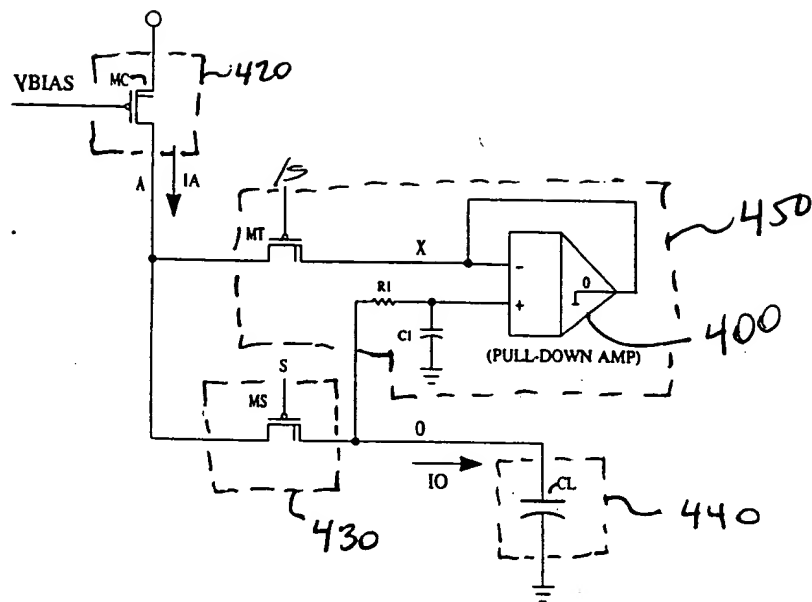 420
MC
VBIAS
A
IA
/S
450
MT
X
-
0
R1
+
C1
400
(PULL-DOWN AMP)
S
MS
0
IO
CL
440
430